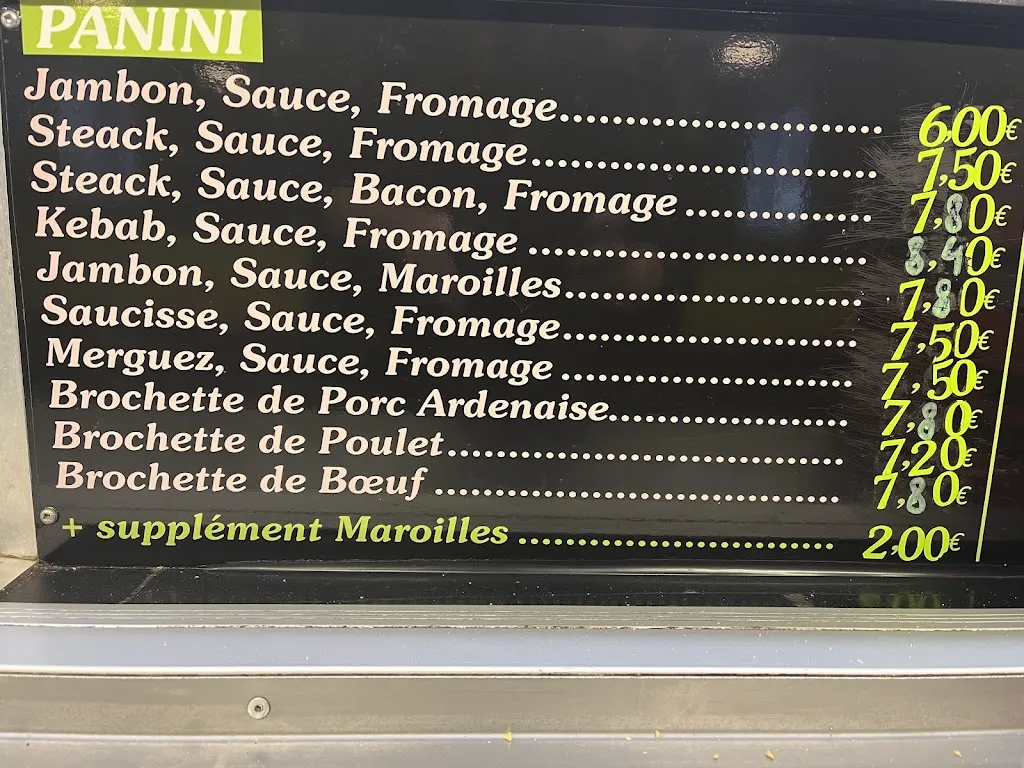 PANINI
Jambon, Sauce, Fromage............................ 6,00€
Steack, Sauce, Fromage.............................. 7,50€
Steack, Sauce, Bacon, Fromage ................ 7,80€
Kebab, Sauce, Fromage ............................. 8,40€
Jambon, Sauce, Maroilles......................... 7,80€
Saucisse, Sauce, Fromage......................... 7,50€
Merguez, Sauce, Fromage ......................... 7,50€
Brochette de Porc Ardenaise.................... 7,80€
Brochette de Poulet.................................. 7,20€
Brochette de Bœuf ................................... 7,80€
+ supplément Maroilles ........................... 2,00€